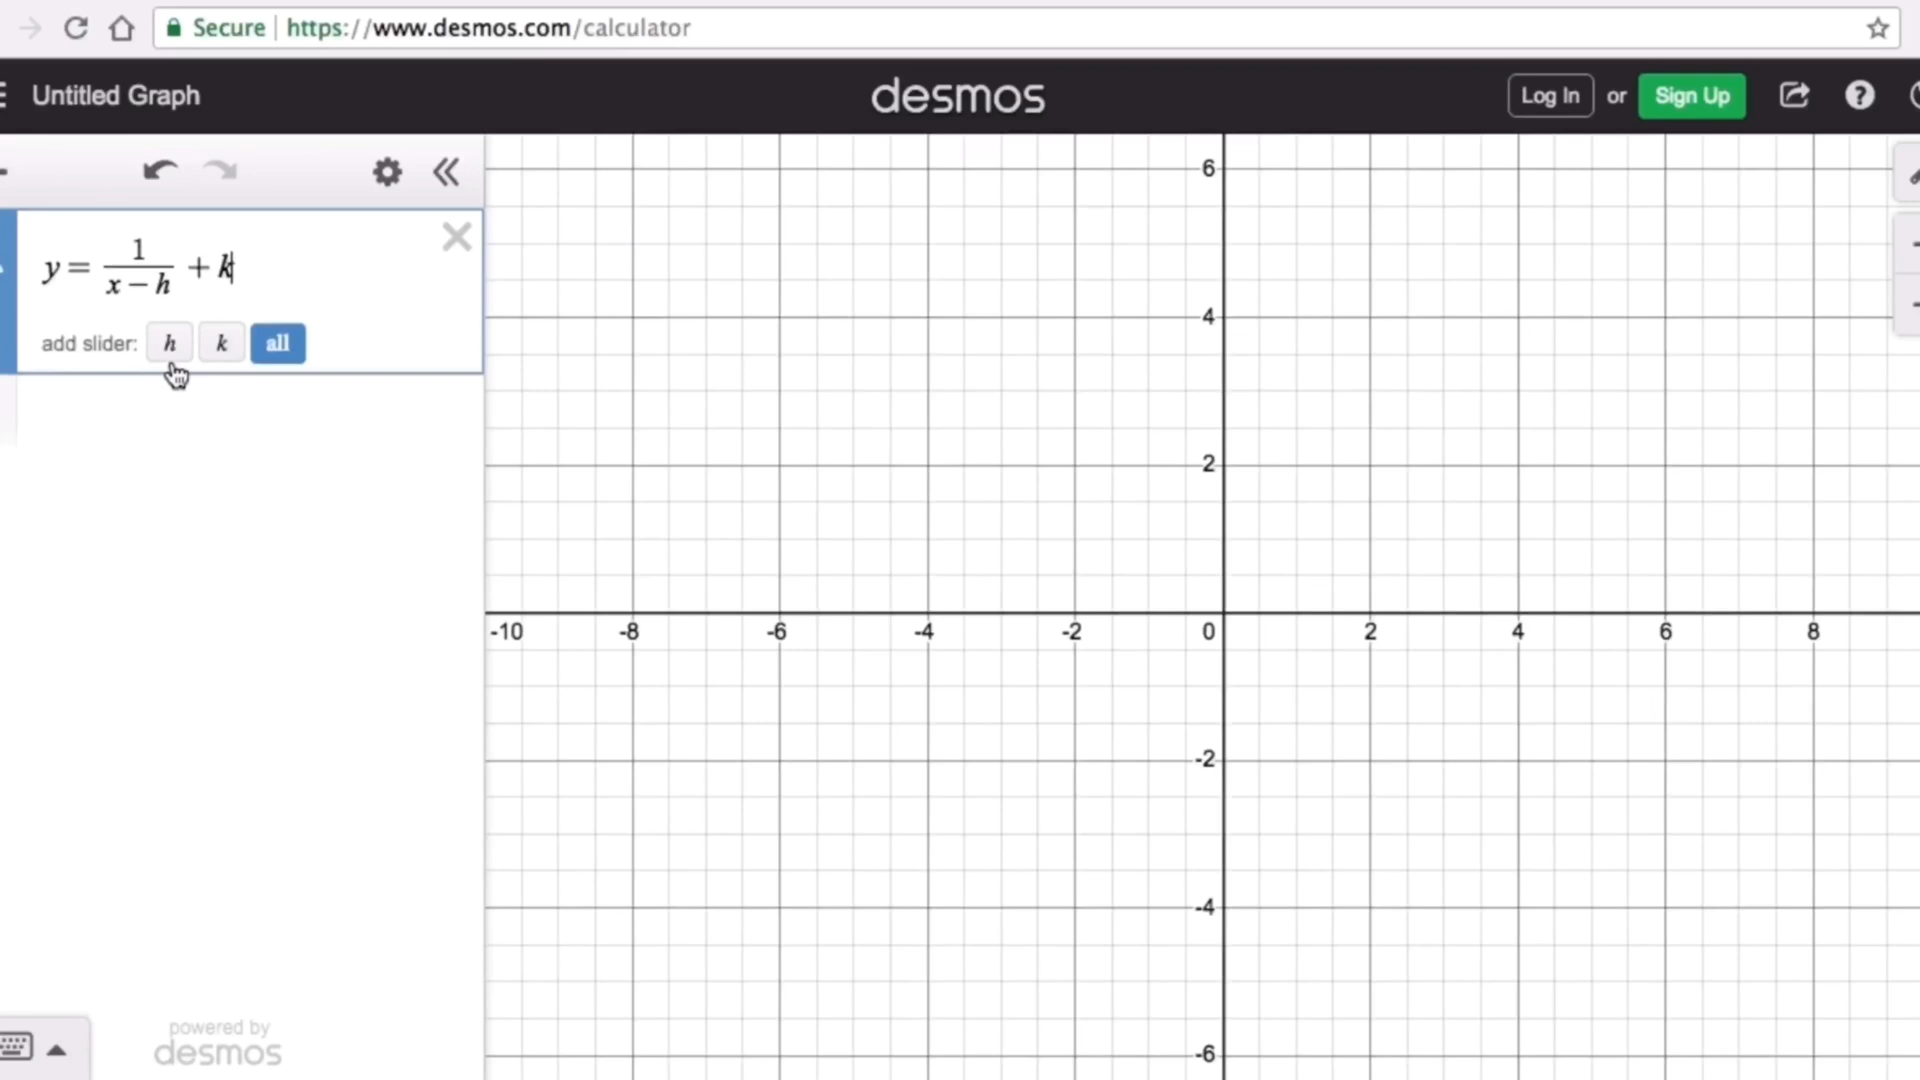 Secure https://www.desmos.com/calculator
Untitled Graph
desmos
Log In or Sign Up
y = 1/(x − h) + k
add slider: h k all
6
4
2
-10 -8 -6 -4 -2 0 2 4 6 8
-2
-4
-6
powered by
desmos